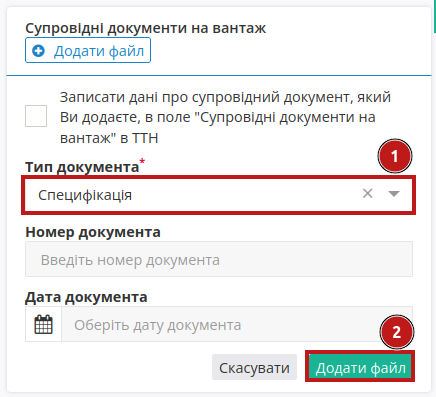 Супровідні документи на вантаж
Додати файл
Записати дані про супровідний документ, який
Ви додаєте, в поле "Супровідні документи на
вантаж" в ТТН
1
Тип документа*
Специфікація
Номер документа
Введіть номер документа
Дата документа
Оберіть дату документа
2
Скасувати
Додати файл